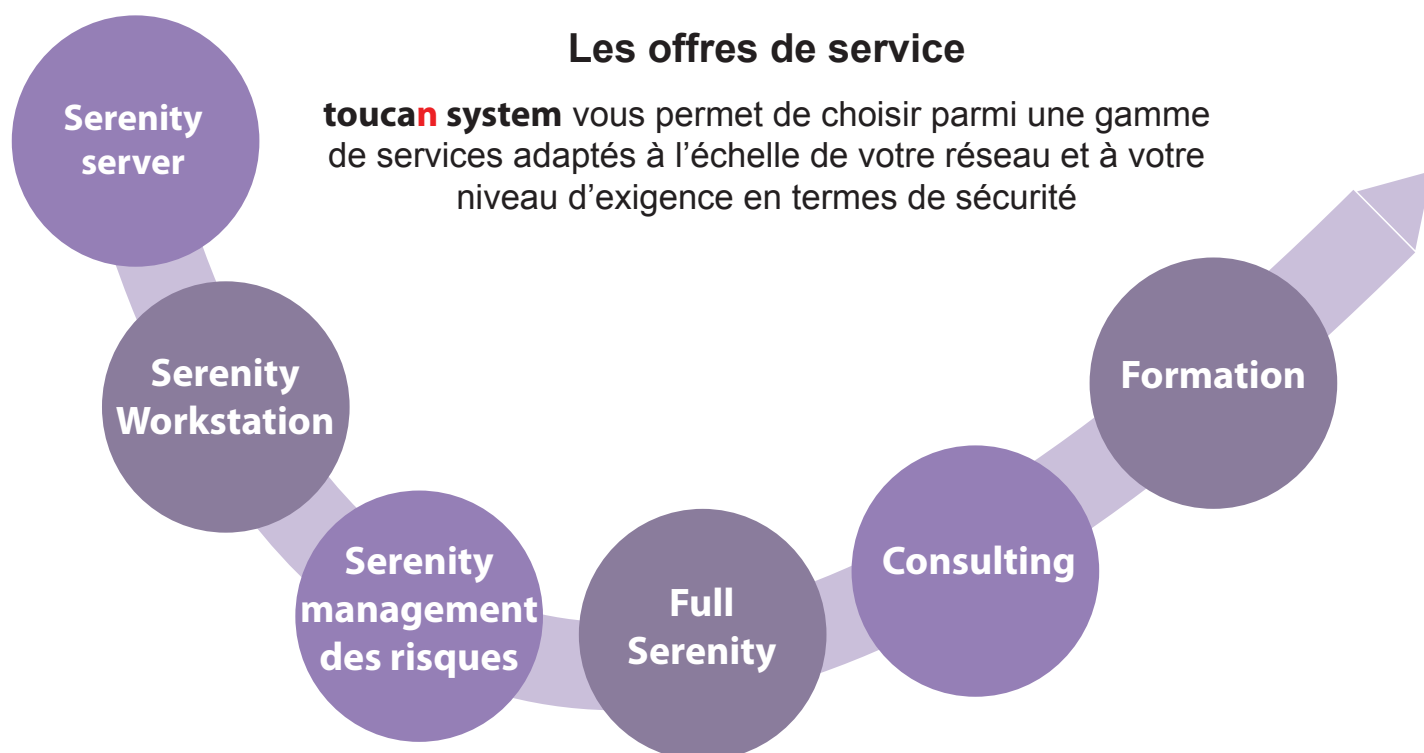 Les offres de service
toucan system vous permet de choisir parmi une gamme
de services adaptés à l’échelle de votre réseau et à votre
niveau d’exigence en termes de sécurité
Serenity
server
Serenity
Workstation
Serenity
management
des risques
Full
Serenity
Consulting
Formation